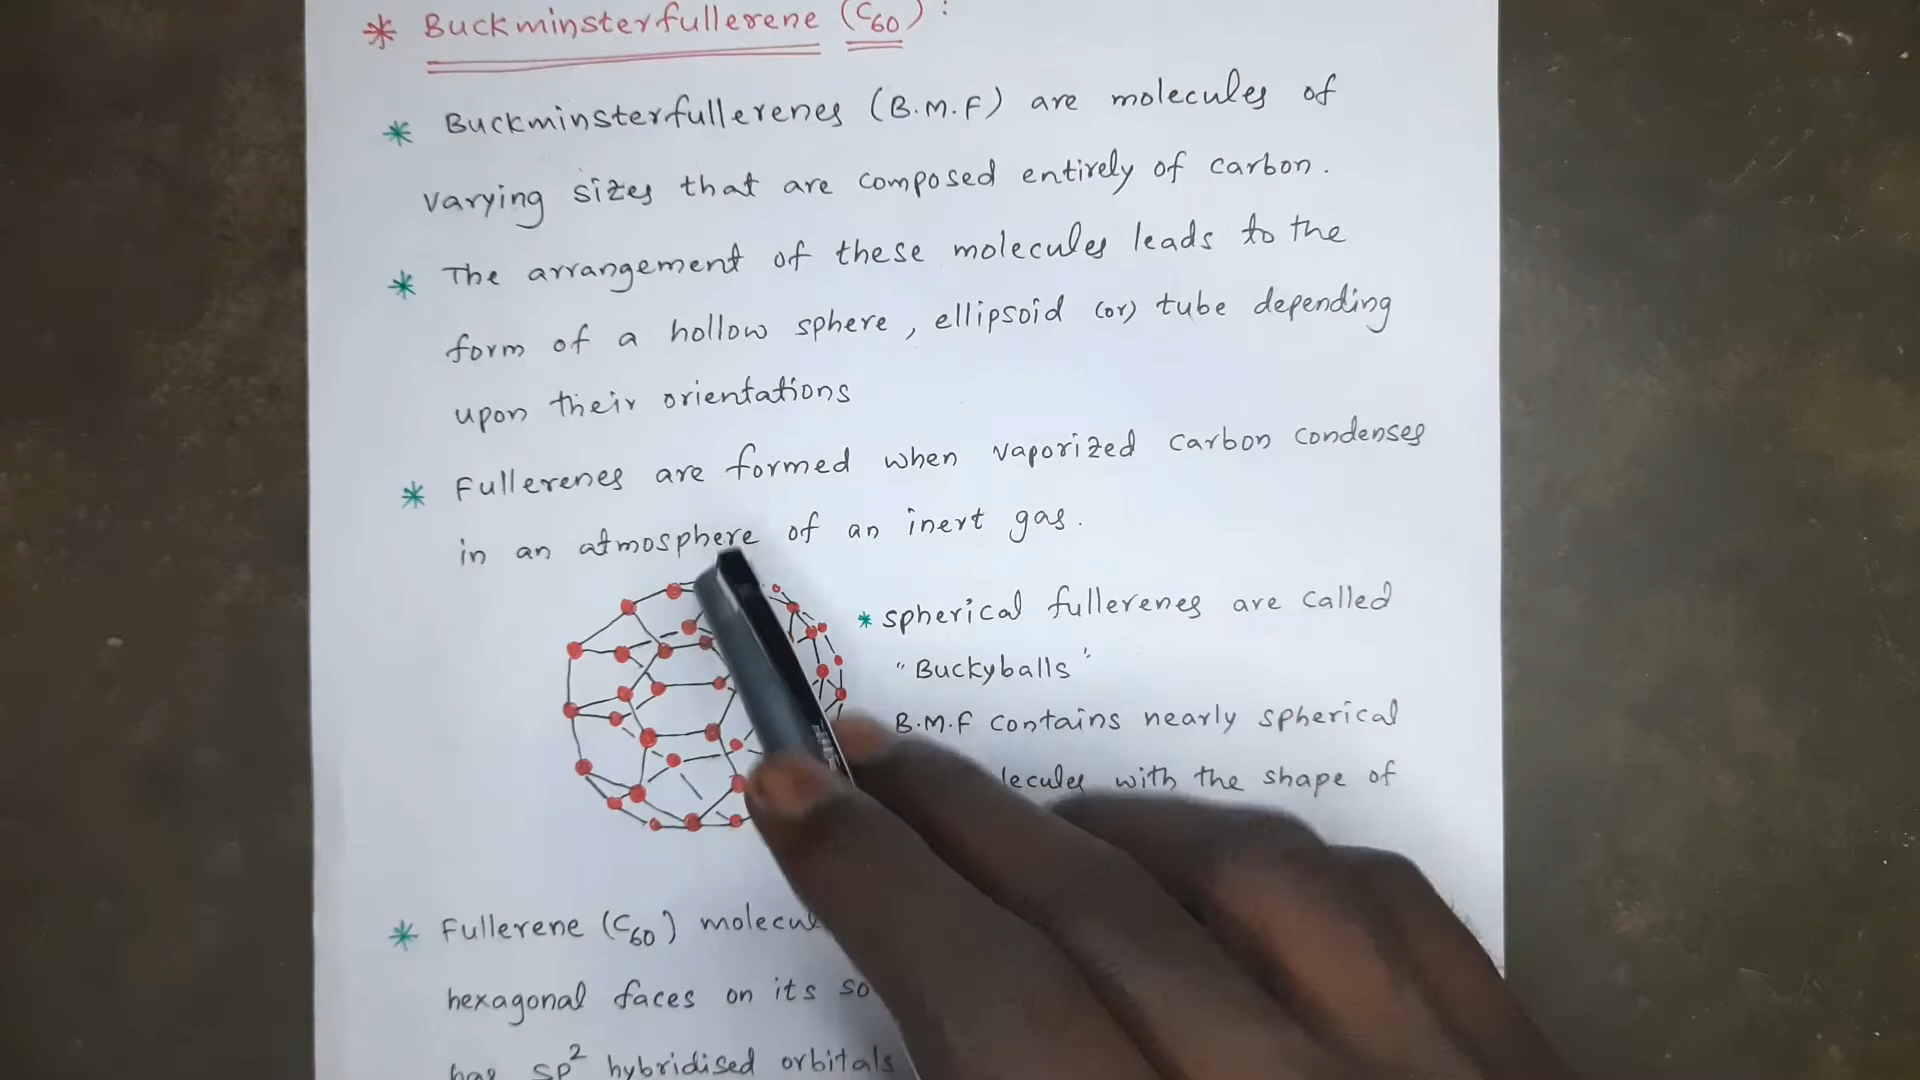 * Buckminsterfullerene (C60) :
* Buckminsterfullerenes (B.M.F) are molecules of
varying sizes that are composed entirely of carbon.
* The arrangement of these molecules leads to the
form of a hollow sphere, ellipsoid (or) tube depending
upon their orientations
* Fullerenes are formed when vaporized carbon condenses
in an atmosphere of an inert gas.
* spherical fullerenes are called
"Buckyballs"
B.M.F contains nearly spherical
with the shape of
* Fullerene (C60)
hexagonal faces on its
has sp2 hybridised orbitals